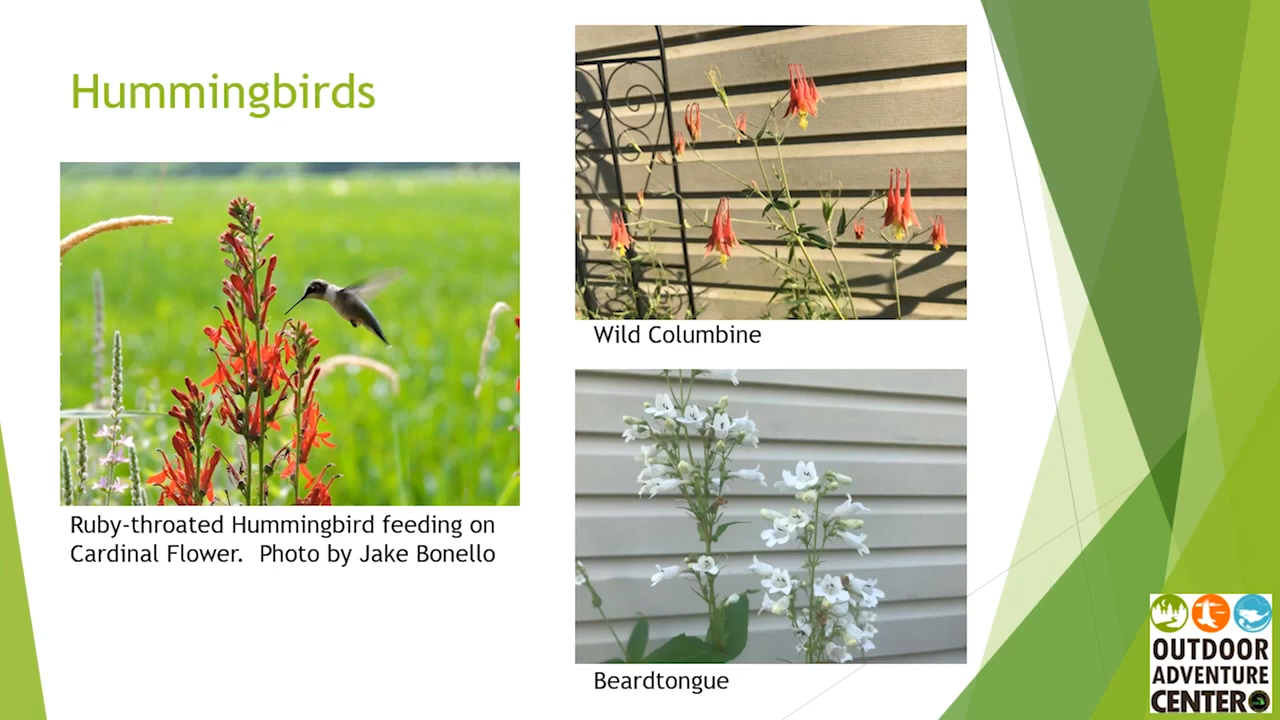 Hummingbirds
Ruby-throated Hummingbird feeding on
Cardinal Flower.  Photo by Jake Bonello
Wild Columbine
Beardtongue
OUTDOOR
ADVENTURE
CENTER